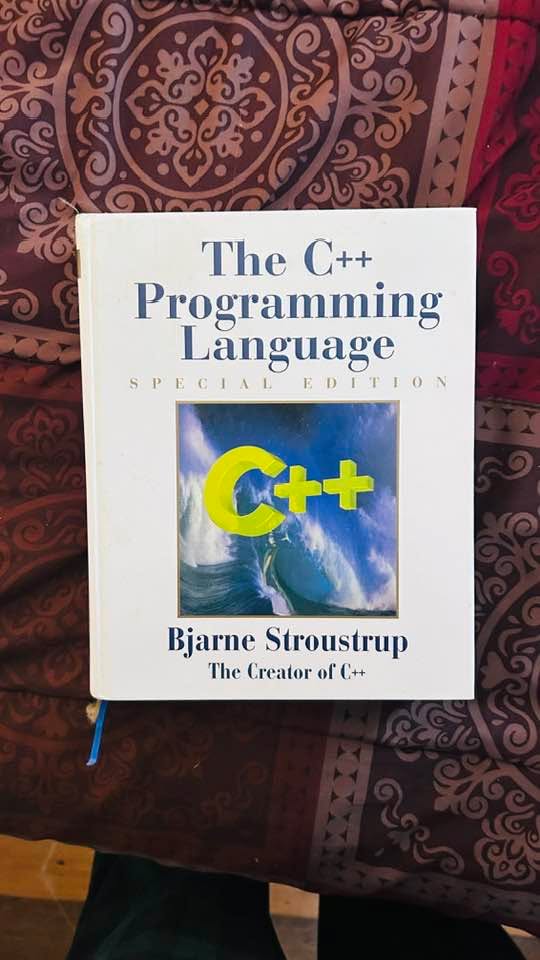 The C++
Programming
Language
SPECIAL EDITION
C++
Bjarne Stroustrup
The Creator of C++